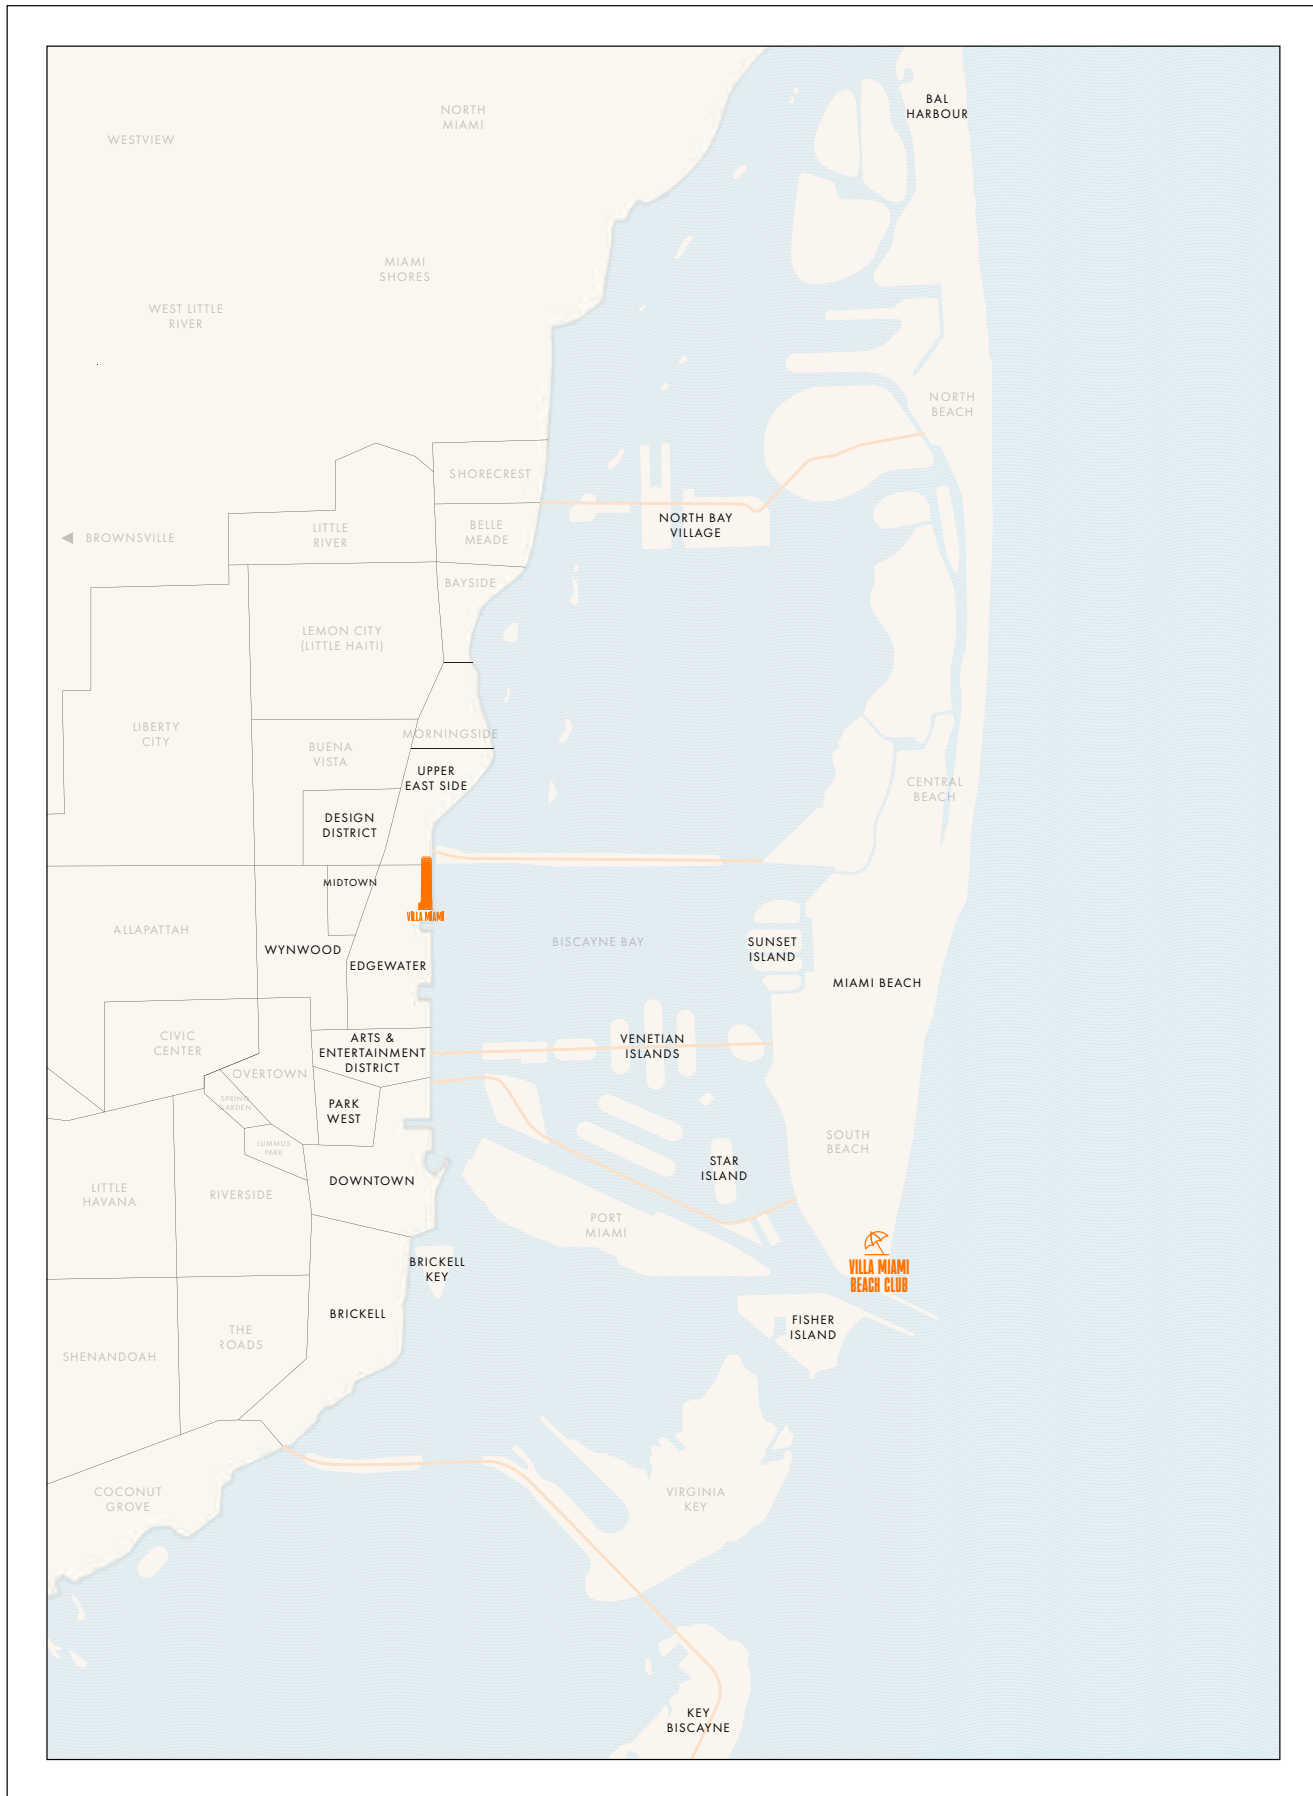 BAL
HARBOUR
NORTH
MIAMI
WESTVIEW
MIAMI
SHORES
WEST LITTLE
RIVER
NORTH
BEACH
SHORECREST
NORTH BAY
VILLAGE
LITTLE
RIVER
BELLE
MEADE
BROWNSVILLE
BAYSIDE
LEMON CITY
(LITTLE HAITI)
LIBERTY
CITY
MORNINGSIDE
BUENA
VISTA
UPPER
EAST SIDE
CENTRAL
BEACH
DESIGN
DISTRICT
MIDTOWN
VILLA MIAMI
ALLAPATTAH
WYNWOOD
EDGEWATER
BISCAYNE BAY
SUNSET
ISLAND
MIAMI BEACH
CIVIC
CENTER
ARTS &
ENTERTAINMENT
DISTRICT
VENETIAN
ISLANDS
OVERTOWN
SPRING
GARDEN
PARK
WEST
LUMMUS
PARK
SOUTH
BEACH
STAR
ISLAND
LITTLE
HAVANA
RIVERSIDE
DOWNTOWN
PORT
MIAMI
BRICKELL
KEY
VILLA MIAMI
BEACH CLUB
BRICKELL
FISHER
ISLAND
THE
ROADS
SHENANDOAH
COCONUT
GROVE
VIRGINIA
KEY
KEY
BISCAYNE